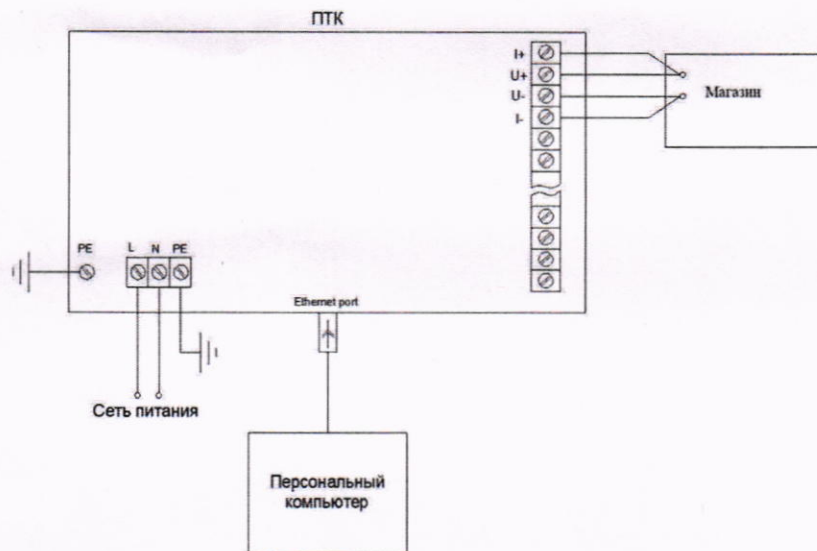 ПТК
I+
U+
U-
I-
Магазин
PE
L N PE
Ethernet port
Сеть питания
Персональный
компьютер